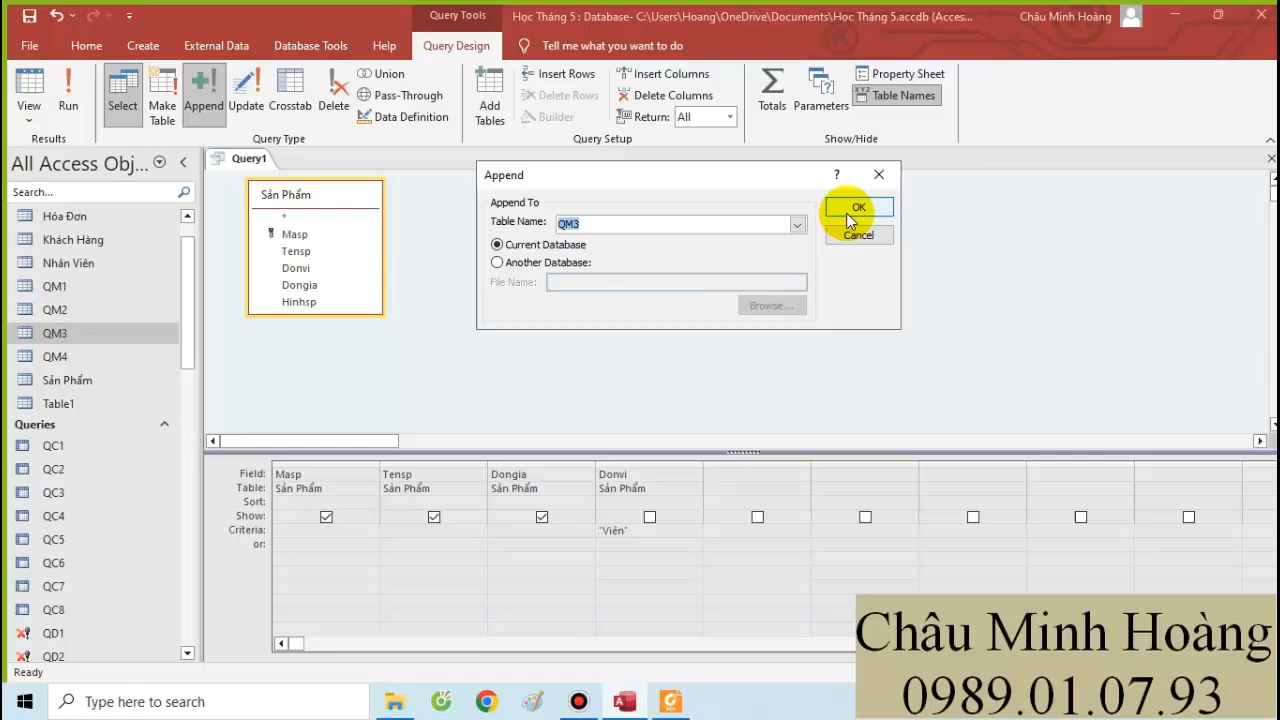 Query Tools
Học Tháng 5 : Database- C:\Users\Hoang\OneDrive\Documents\Học Tháng 5.accdb (Acces...
Châu Minh Hoàng
File Home Create External Data Database Tools Help Query Design Tell me what you want to do
View Run Select Make Table Append Update Crosstab Delete
Union
Pass-Through
Data Definition
Add Tables
Insert Rows
Delete Rows
Builder
Insert Columns
Delete Columns
Return: All
Totals Parameters
Property Sheet
Table Names
Results Query Type Query Setup Show/Hide
All Access Obj...
Search...
Hóa Đơn
Khách Hàng
Nhân Viên
QM1
QM2
QM3
QM4
Sản Phẩm
Table1
Queries
QC1
QC2
QC3
QC4
QC5
QC6
QC7
QC8
QD1
QD2
Query1
Sản Phẩm
*
Masp
Tensp
Donvi
Dongia
Hinhsp
Append
Append To
Table Name: QM3
Current Database
Another Database:
File Name:
Browse...
OK
Cancel
Field: Masp Tensp Dongia Donvi
Table: Sản Phẩm Sản Phẩm Sản Phẩm Sản Phẩm
Sort:
Show:
Criteria: "Viên"
or:
Ready
Châu Minh Hoàng
0989.01.07.93
Type here to search